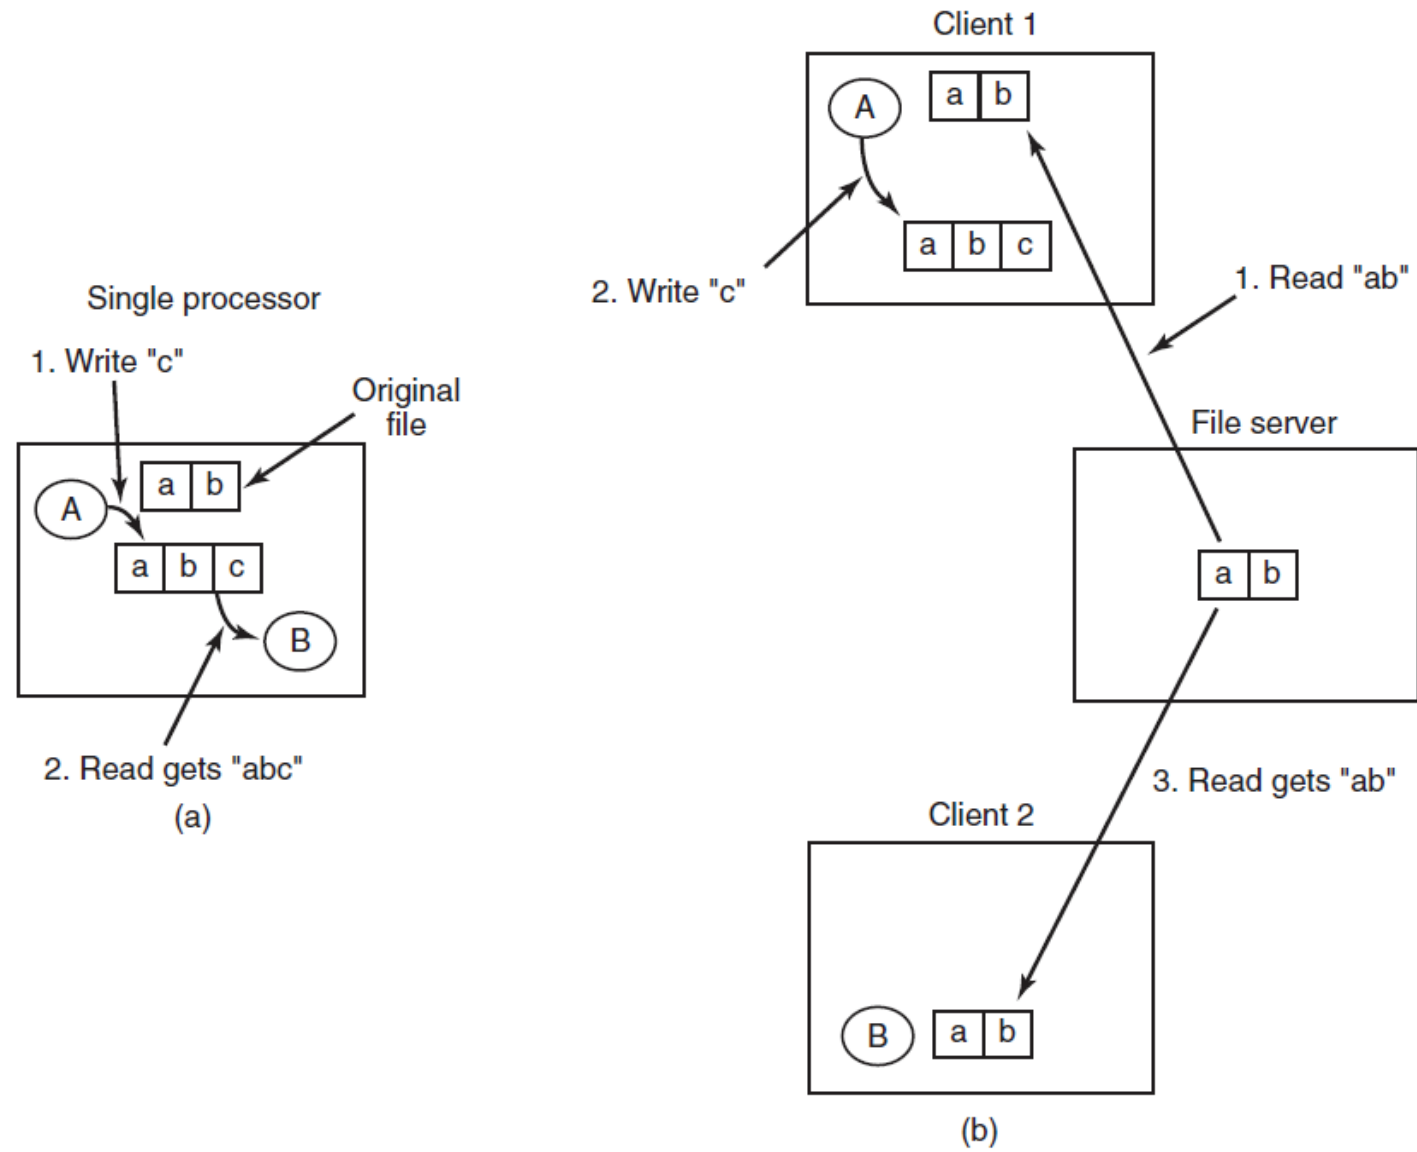 Single processor
1. Write "c"
Original
file
A
a b
a b c
B
2. Read gets "abc"
(a)
Client 1
A
a b
a b c
2. Write "c"
1. Read "ab"
File server
a b
3. Read gets "ab"
Client 2
B
a b
(b)